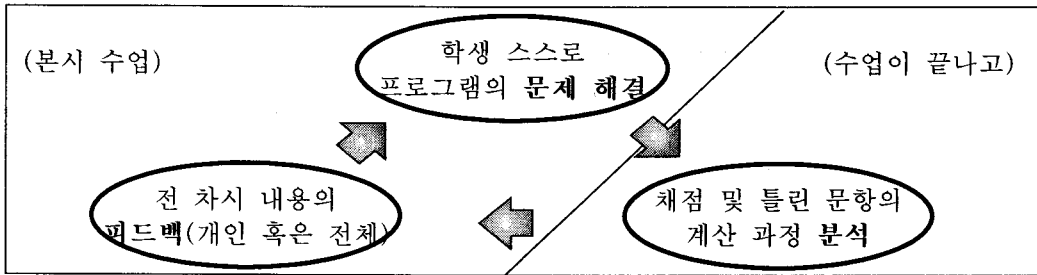 (본시 수업)
학생 스스로
프로그램의 문제 해결
(수업이 끝나고)
전 차시 내용의
피드백(개인 혹은 전체)
채점 및 틀린 문항의
계산 과정 분석